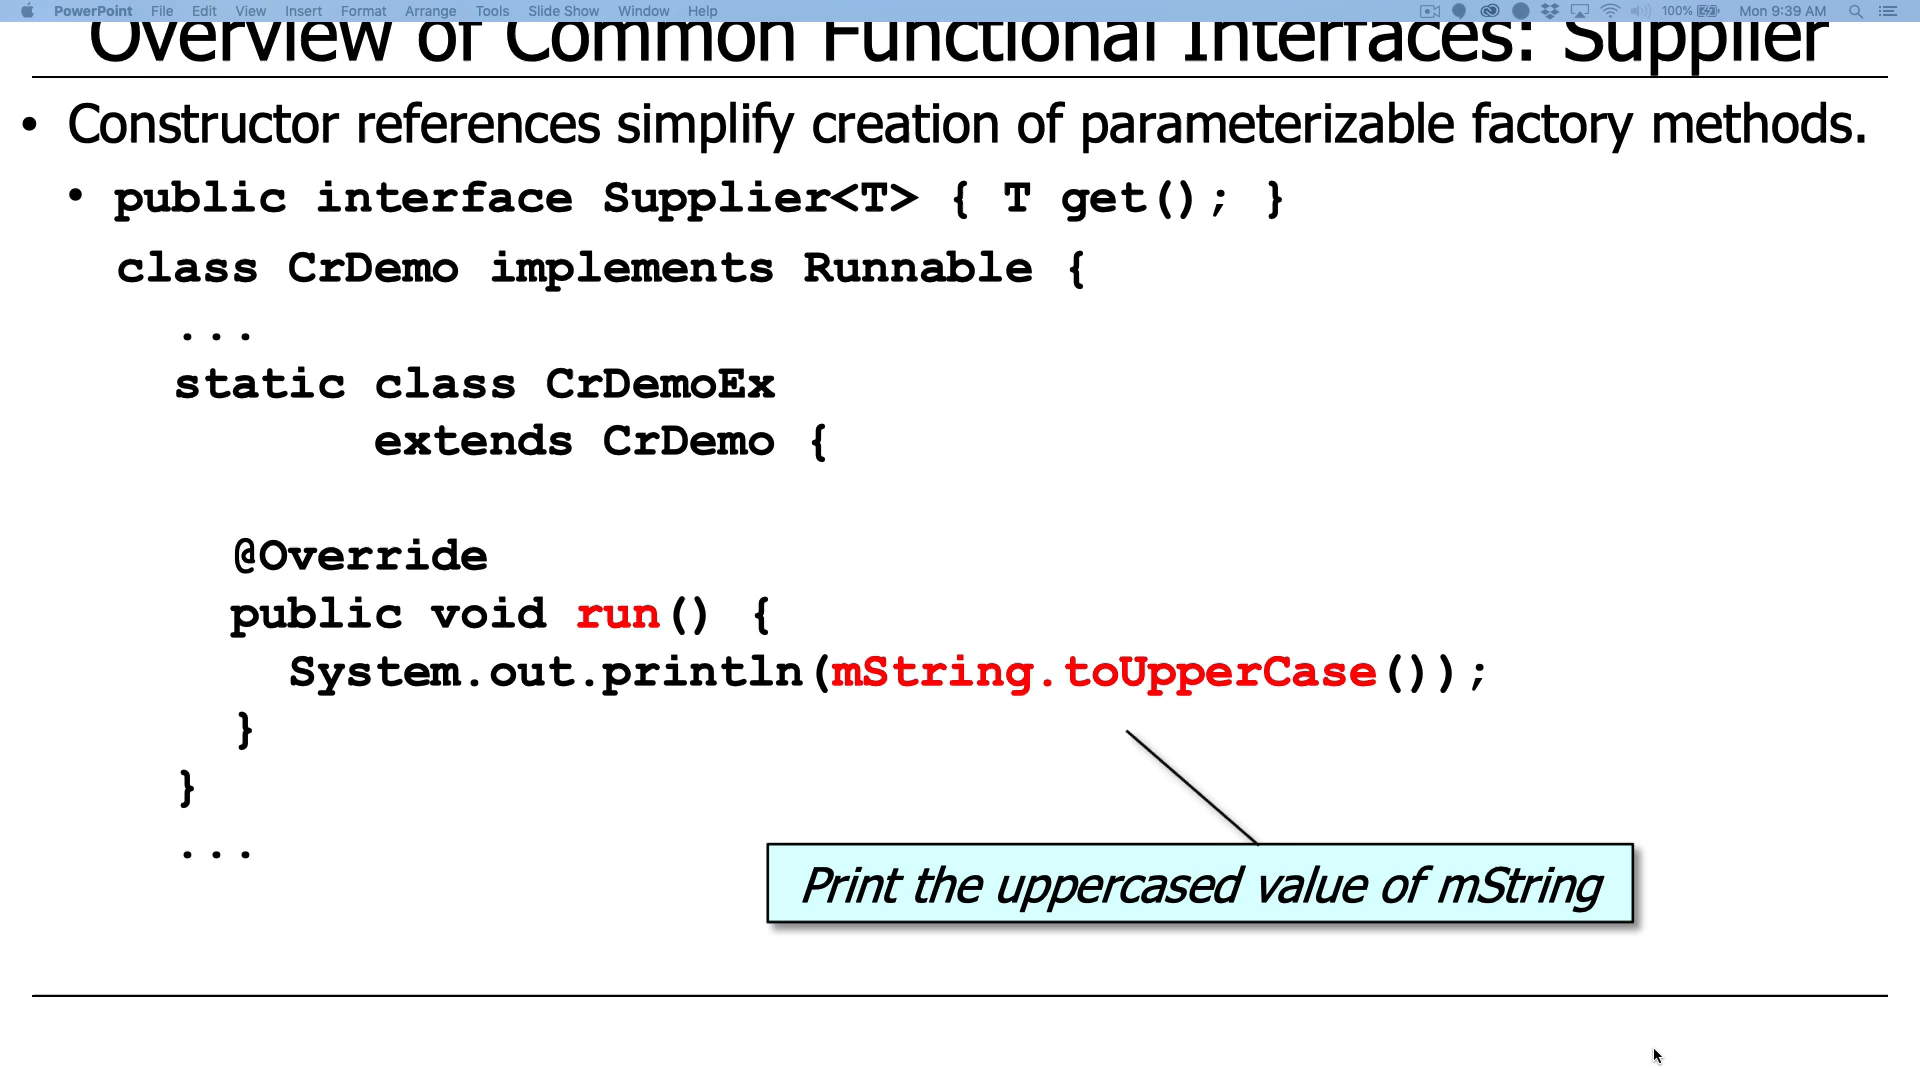 PowerPoint File Edit View Insert Format Arrange Tools Slide Show Window Help 100% Mon 9:39 AM
Overview of Common Functional Interfaces: Supplier
• Constructor references simplify creation of parameterizable factory methods.
• public interface Supplier<T> { T get(); }
class CrDemo implements Runnable {
...
static class CrDemoEx
extends CrDemo {
@Override
public void run() {
System.out.println(mString.toUpperCase());
}
}
...
Print the uppercased value of mString